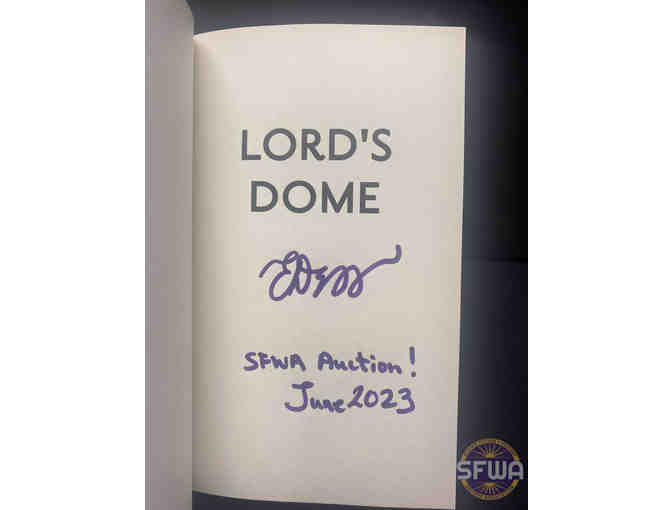 LORD'S
DOME
SFWA Auction!
June 2023
SFWA